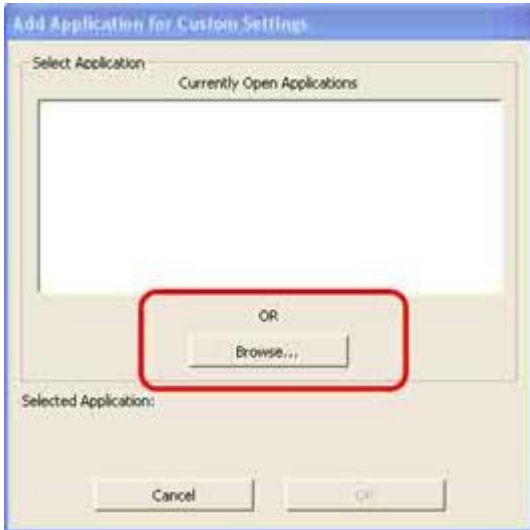 Add Application for Custom Settings
Select Application
Currently Open Applications
OR
Browse...
Selected Application:
Cancel
OK